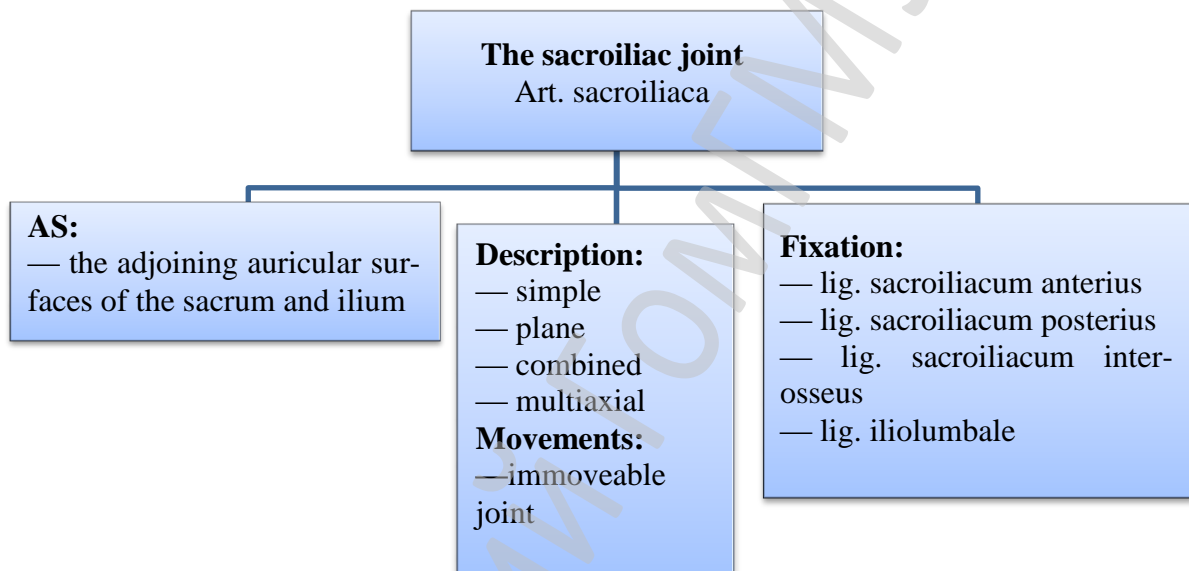 The sacroiliac joint
Art. sacroiliaca
AS:
— the adjoining auricular sur-
faces of the sacrum and ilium
Description:
— simple
— plane
— combined
— multiaxial
Movements:
—immoveable
joint
Fixation:
— lig. sacroiliacum anterius
— lig. sacroiliacum posterius
— lig. sacroiliacum inter-
osseus
— lig. iliolumbale